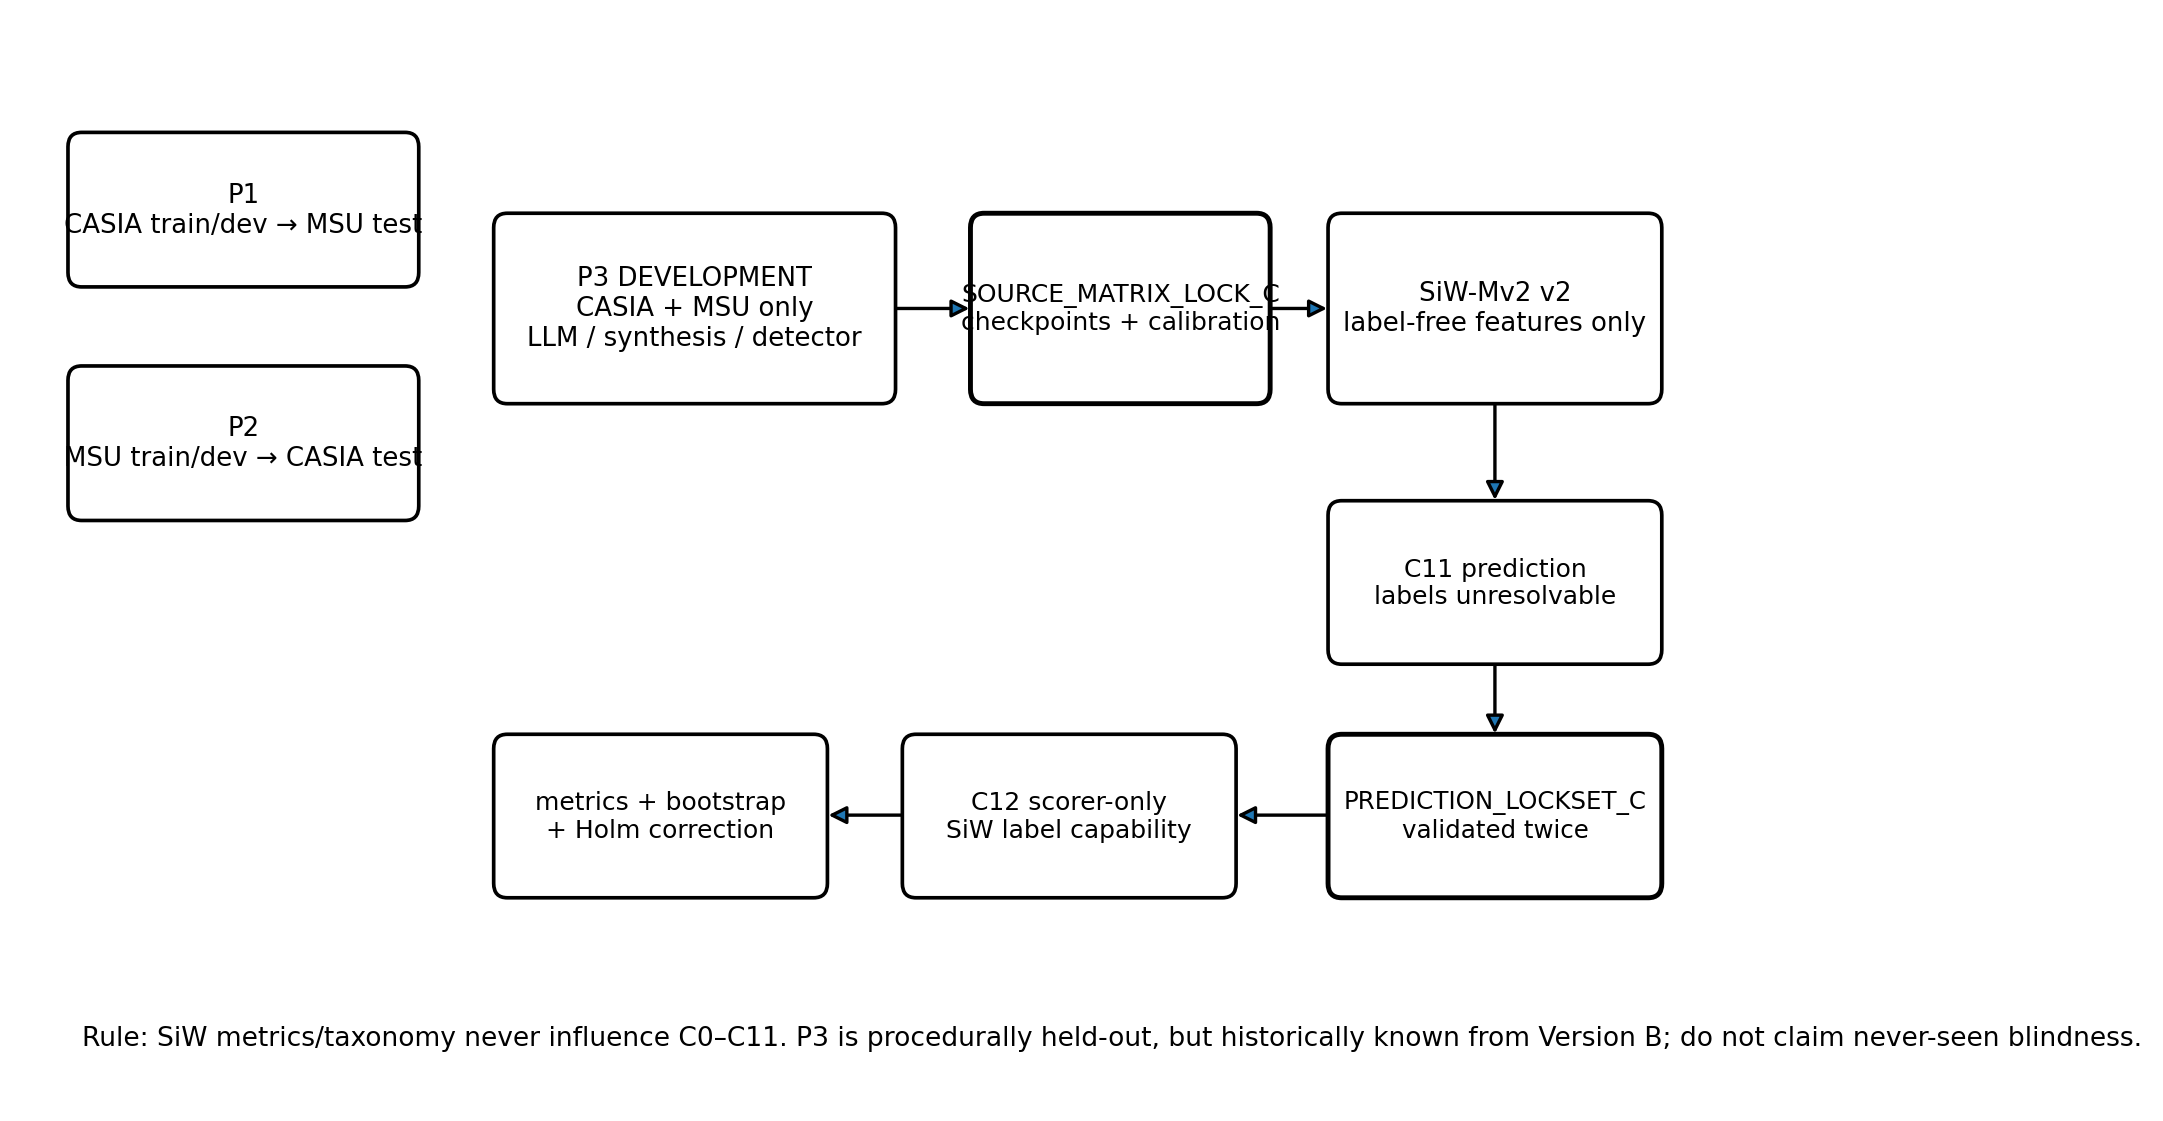 P1
CASIA train/dev → MSU test
P2
MSU train/dev → CASIA test
P3 DEVELOPMENT
CASIA + MSU only
LLM / synthesis / detector
SOURCE_MATRIX_LOCK_C
checkpoints + calibration
SiW-Mv2 v2
label-free features only
C11 prediction
labels unresolvable
PREDICTION_LOCKSET_C
validated twice
C12 scorer-only
SiW label capability
metrics + bootstrap
+ Holm correction
Rule: SiW metrics/taxonomy never influence C0–C11. P3 is procedurally held-out, but historically known from Version B; do not claim never-seen blindness.